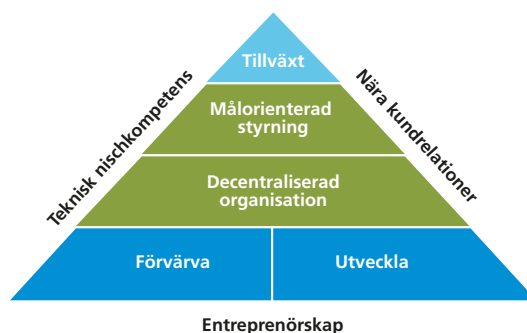 Tillväxt
Teknisk nischkompetens
Nära kundrelationer
Målorienterad
styrning
Decentraliserad
organisation
Förvärva
Utveckla
Entreprenörskap